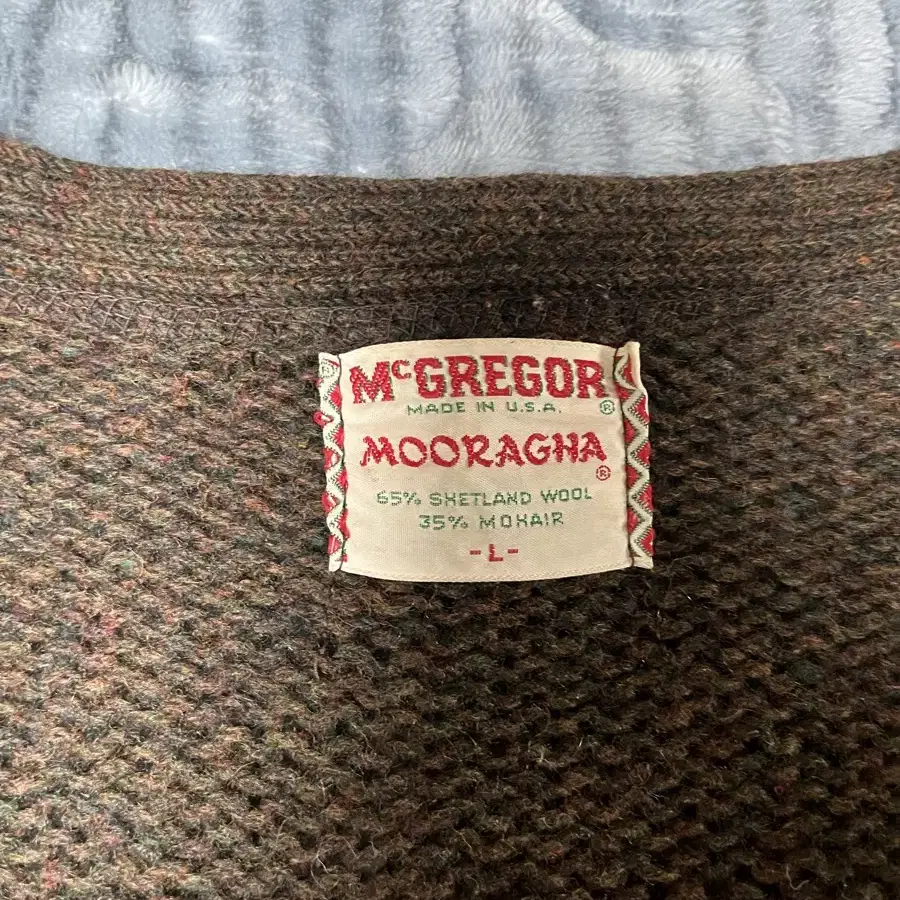 McGREGOR®
MADE IN U.S.A.
MOORAGHA®
65% SHETLAND WOOL
35% MOHAIR
-L-